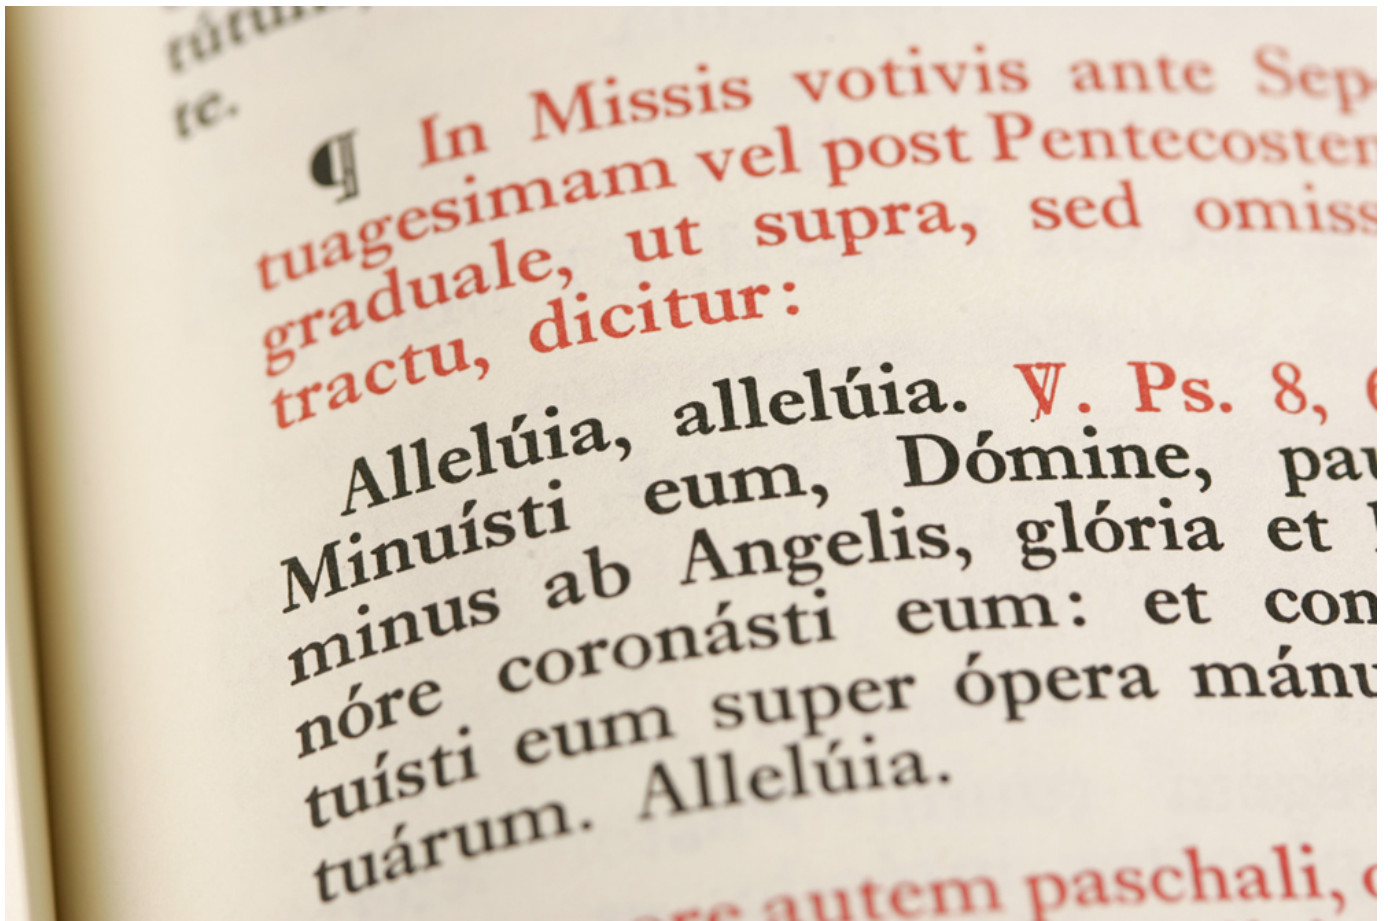 te.
¶ In Missis votivis ante Sep-
tuagesimam vel post Pentecosten
graduale, ut supra, sed omiss
tractu, dicitur:
Allelúia, allelúia. ℣. Ps. 8, 6
Minuísti eum, Dómine, pau
minus ab Angelis, glória et
nóre coronásti eum: et con
tuísti eum super ópera mánu
tuárum. Allelúia.
autem paschali,